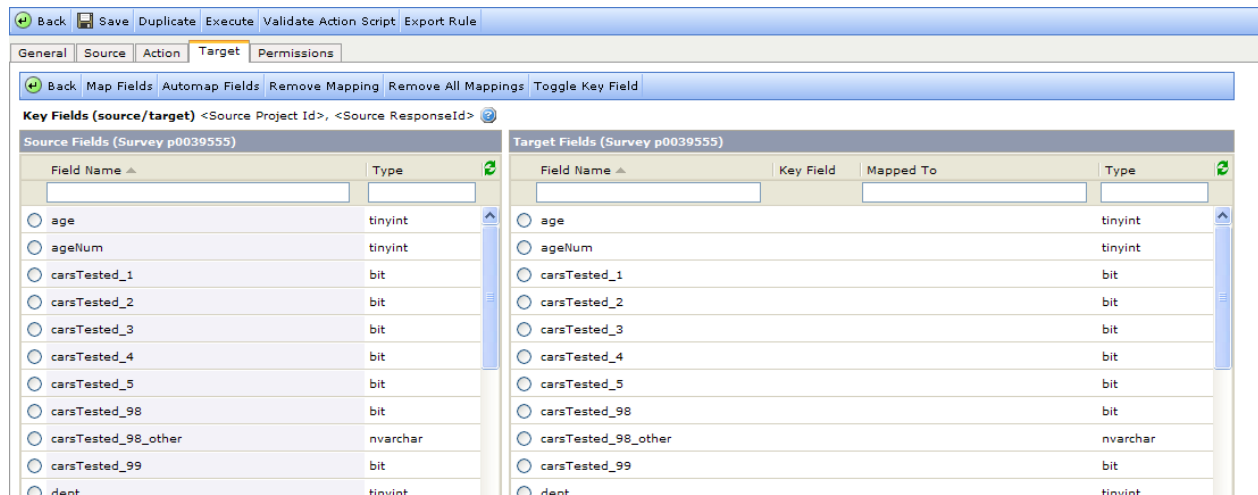 Back Save Duplicate Execute Validate Action Script Export Rule
General Source Action Target Permissions
Back Map Fields Automap Fields Remove Mapping Remove All Mappings Toggle Key Field
Key Fields (source/target) <Source Project Id>, <Source ResponseId>
Source Fields (Survey p0039555) Target Fields (Survey p0039555)
Field Name Type Field Name Key Field Mapped To Type
age tinyint age tinyint
ageNum tinyint ageNum tinyint
carsTested_1 bit carsTested_1 bit
carsTested_2 bit carsTested_2 bit
carsTested_3 bit carsTested_3 bit
carsTested_4 bit carsTested_4 bit
carsTested_5 bit carsTested_5 bit
carsTested_98 bit carsTested_98 bit
carsTested_98_other nvarchar carsTested_98_other nvarchar
carsTested_99 bit carsTested_99 bit
dept tinyint dept tinyint